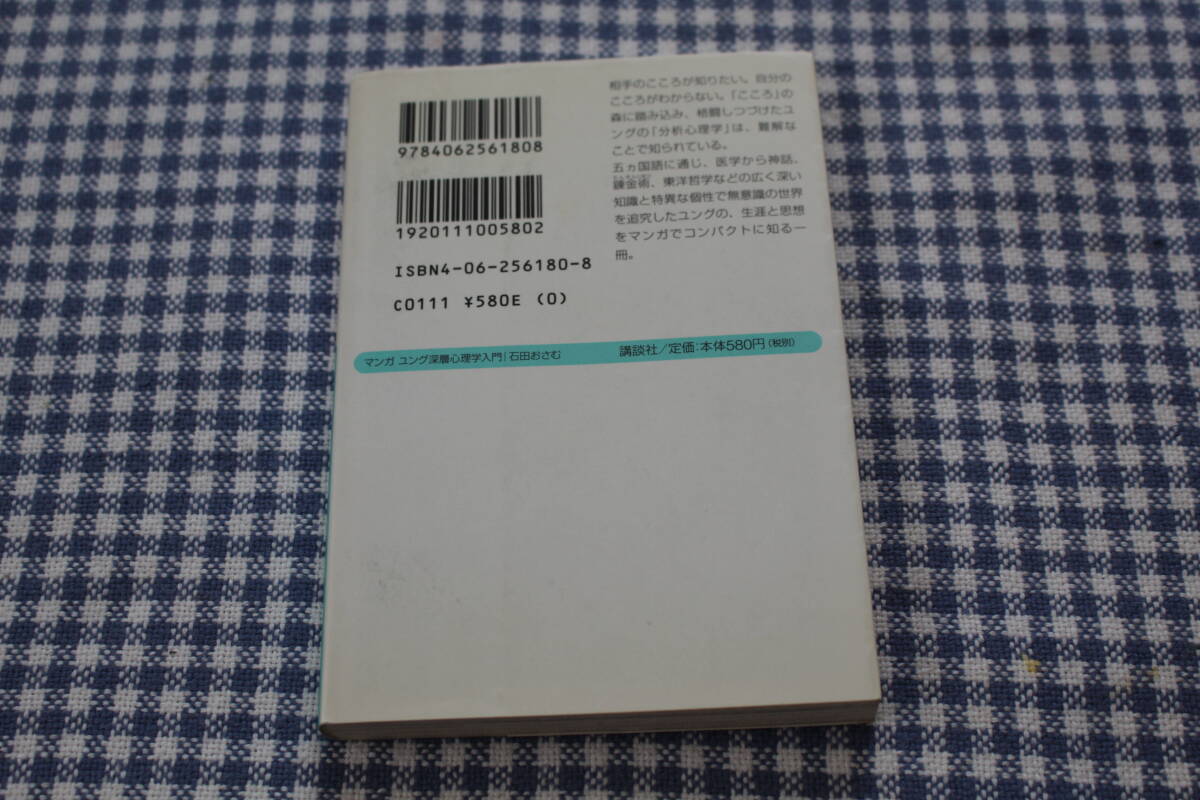 9784062561808
1920111005802
ISBN4-06-256180-8
C0111 ¥580E (0)
相手のこころが知りたい。自分の
こころがわからない。「こころ」の
森に踏み込み、格闘しつづけたユ
ングの「分析心理学」は、難解な
ことで知られている。
五ヵ国語に通じ、医学から神話、
錬金術、東洋哲学などの広く深い
知識と特異な個性で無意識の世界
を追究したユングの、生涯と思想
をマンガでコンパクトに知る一
冊。
マンガ ユング深層心理学入門|石田おさむ
講談社/定価:本体580円(税別)